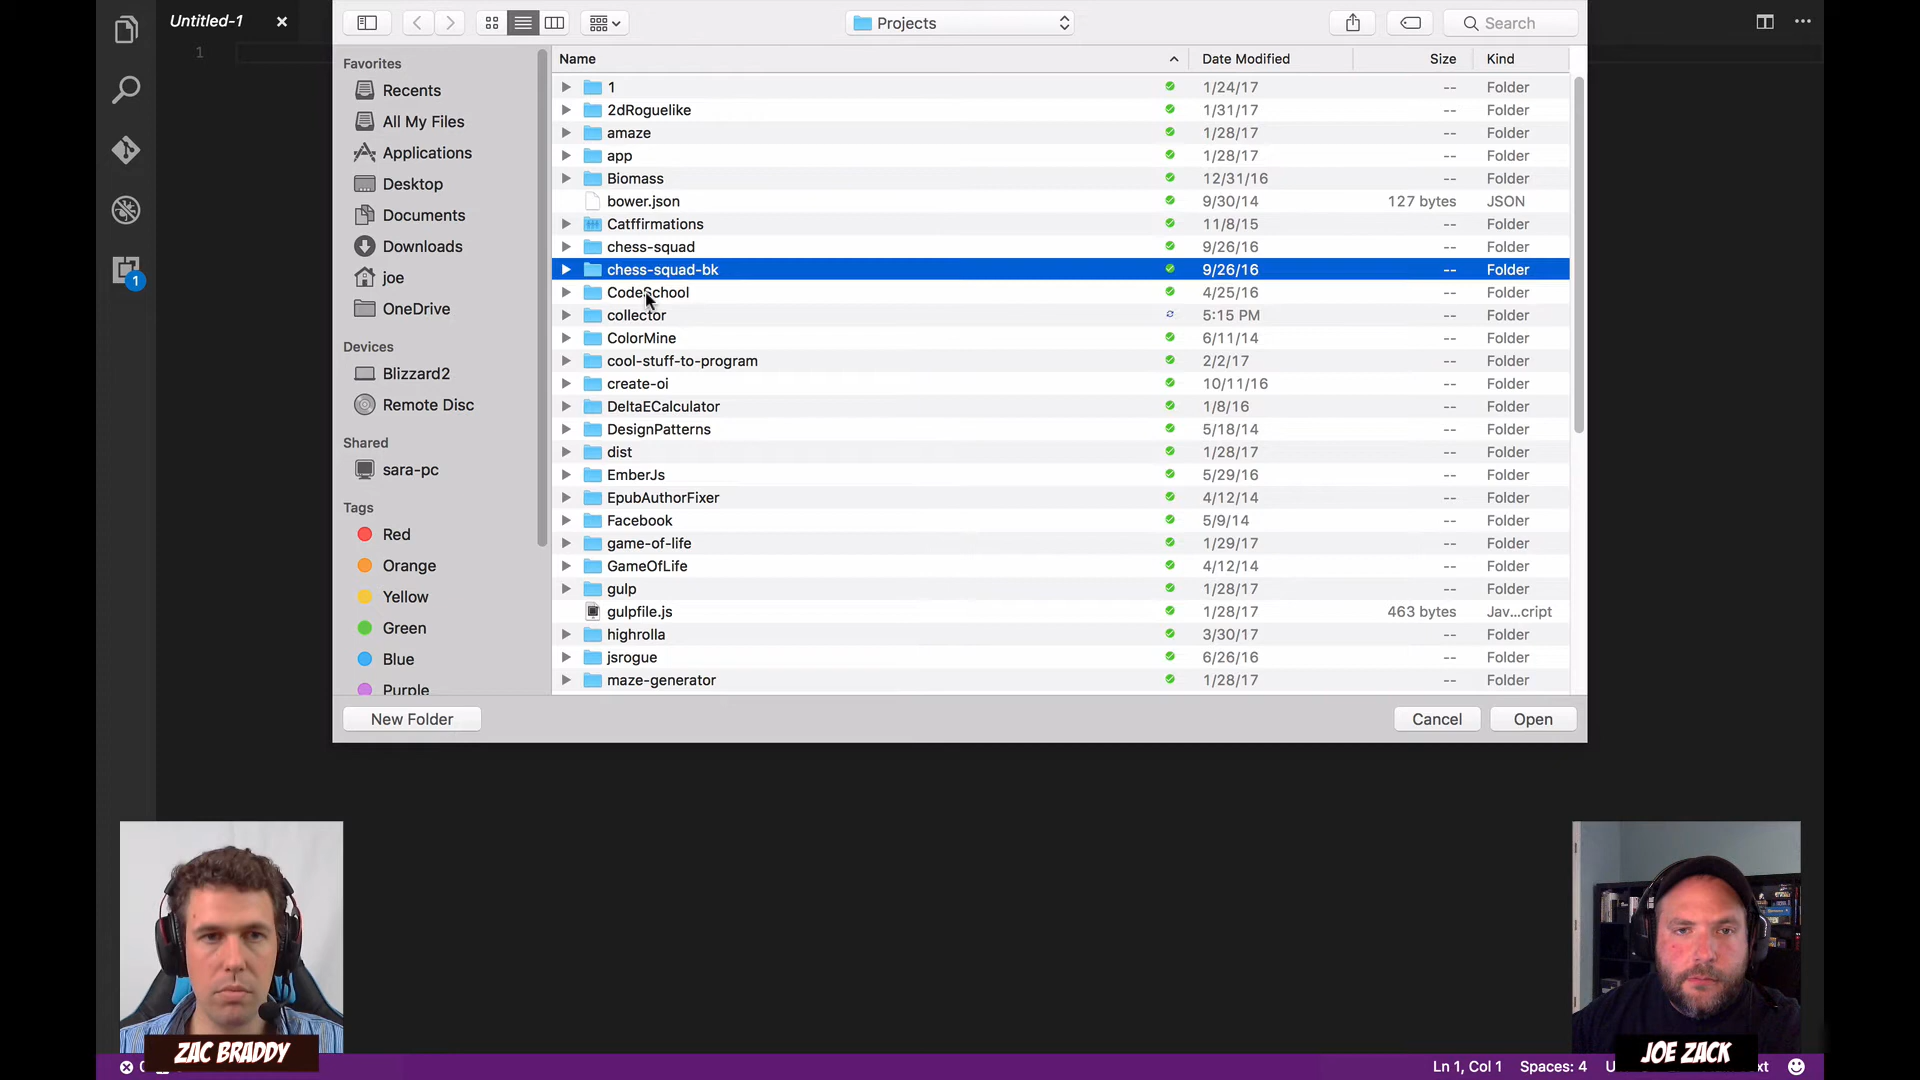 Untitled-1
1
Projects
Search
Favorites
Recents
All My Files
Applications
Desktop
Documents
Downloads
joe
OneDrive
Devices
Blizzard2
Remote Disc
Shared
sara-pc
Tags
Red
Orange
Yellow
Green
Blue
Purple
Name Date Modified Size Kind
1 1/24/17 -- Folder
2dRoguelike 1/31/17 -- Folder
amaze 1/28/17 -- Folder
app 1/28/17 -- Folder
Biomass 12/31/16 -- Folder
bower.json 9/30/14 127 bytes JSON
Catffirmations 11/8/15 -- Folder
chess-squad 9/26/16 -- Folder
chess-squad-bk 9/26/16 -- Folder
CodeSchool 4/25/16 -- Folder
collector 5:15 PM -- Folder
ColorMine 6/11/14 -- Folder
cool-stuff-to-program 2/2/17 -- Folder
create-oi 10/11/16 -- Folder
DeltaECalculator 1/8/16 -- Folder
DesignPatterns 5/18/14 -- Folder
dist 1/28/17 -- Folder
EmberJs 5/29/16 -- Folder
EpubAuthorFixer 4/12/14 -- Folder
Facebook 5/9/14 -- Folder
game-of-life 1/29/17 -- Folder
GameOfLife 4/12/14 -- Folder
gulp 1/28/17 -- Folder
gulpfile.js 1/28/17 463 bytes Jav...cript
highrolla 3/30/17 -- Folder
jsrogue 6/26/16 -- Folder
maze-generator 1/28/17 -- Folder
New Folder Cancel Open
1
ZAC BRADDY
JOE ZACK
Ln 1, Col 1 Spaces: 4